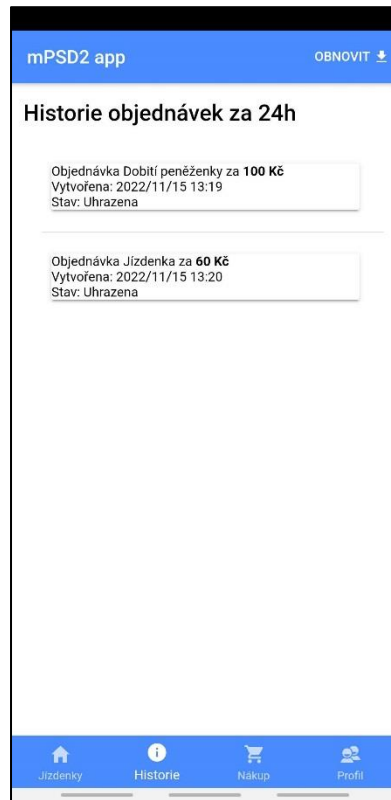 mPSD2 app
OBNOVIT
Historie objednávek za 24h
Objednávka Dobití peněženky za 100 Kč
Vytvořena: 2022/11/15 13:19
Stav: Uhrazena
Objednávka Jízdenka za 60 Kč
Vytvořena: 2022/11/15 13:20
Stav: Uhrazena
Jízdenky
Historie
Nákup
Profil